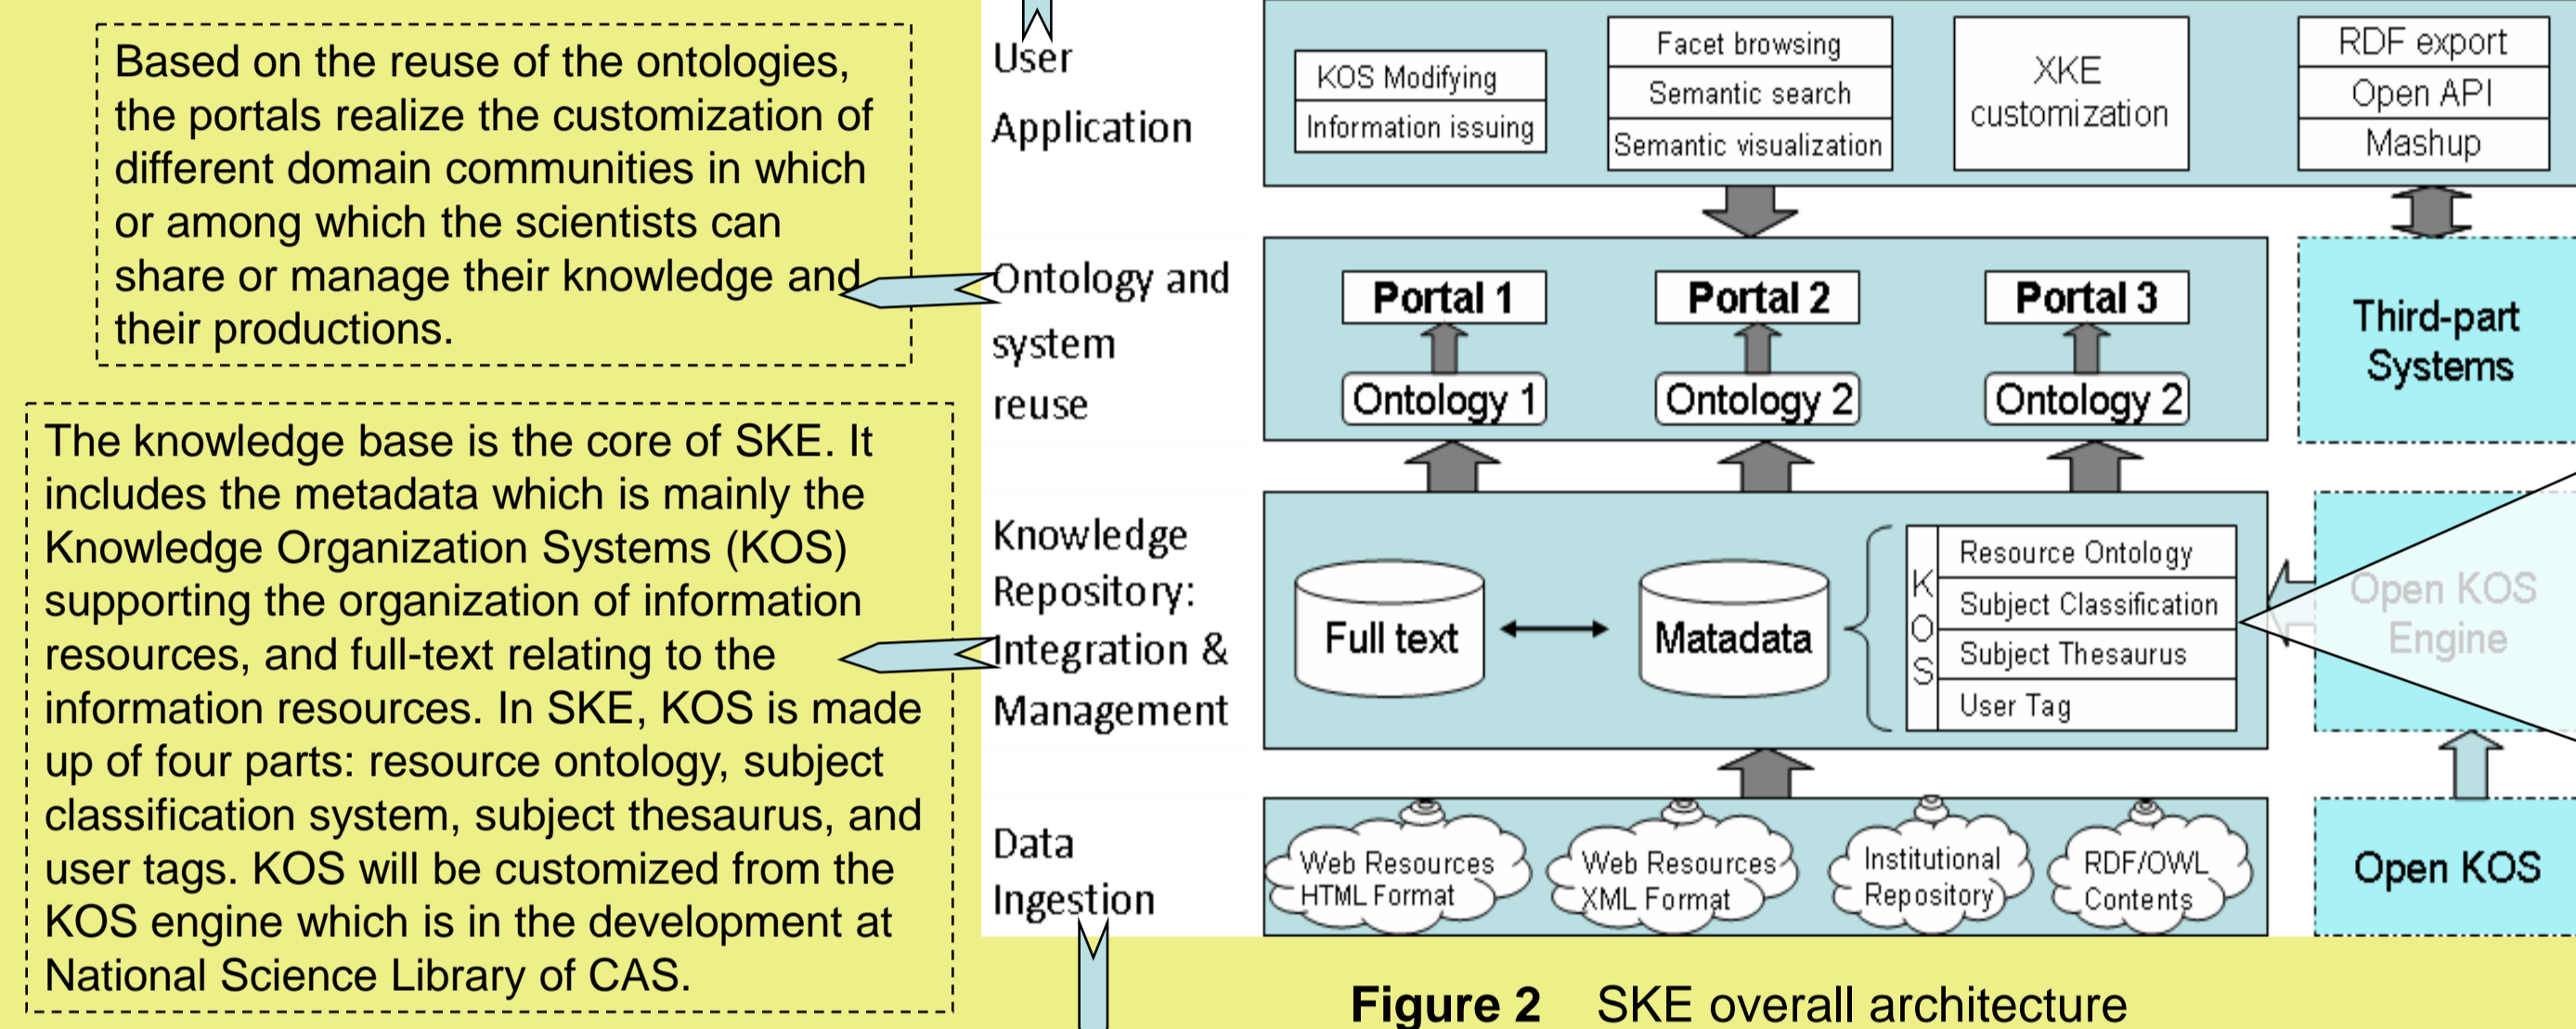 Based on the reuse of the ontologies,
the portals realize the customization of
different domain communities in which
or among which the scientists can
share or manage their knowledge and
their productions.
The knowledge base is the core of SKE. It
includes the metadata which is mainly the
Knowledge Organization Systems (KOS)
supporting the organization of information
resources, and full-text relating to the
information resources. In SKE, KOS is made
up of four parts: resource ontology, subject
classification system, subject thesaurus, and
user tags. KOS will be customized from the
KOS engine which is in the development at
National Science Library of CAS.
User
Application
KOS Modifying
Information issuing
Facet browsing
Semantic search
Semantic visualization
XKE
customization
RDF export
Open API
Mashup
Ontology and
system
reuse
Portal 1
Portal 2
Portal 3
Ontology 1
Ontology 2
Ontology 2
Third-part
Systems
Knowledge
Repository:
Integration &
Management
Full text
Matadata
K
O
S
Resource Ontology
Subject Classification
Subject Thesaurus
User Tag
Open KOS
Engine
Data
Ingestion
Web Resources
HTML Format
Web Resources
XML Format
Institutional
Repository
RDF/OWL
Contents
Open KOS
Figure 2 SKE overall architecture